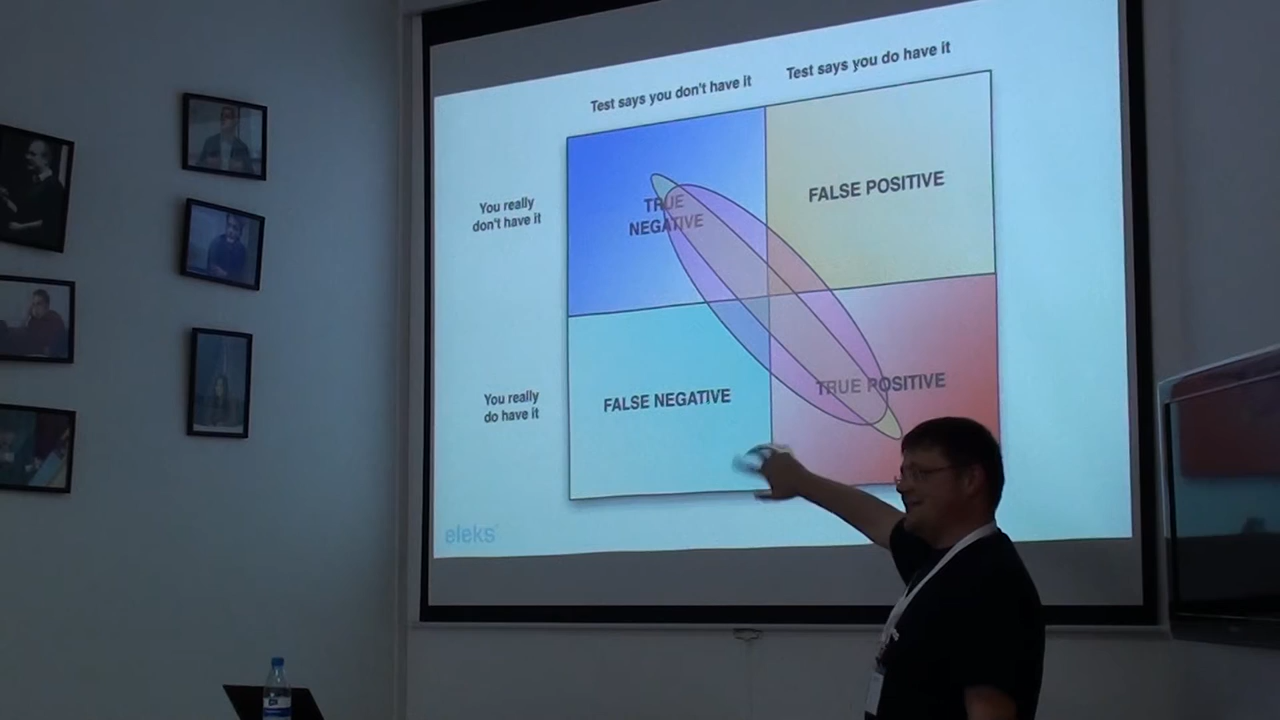 Test says you don't have it
Test says you do have it
You really
don't have it
TRUE
NEGATIVE
FALSE POSITIVE
You really
do have it
FALSE NEGATIVE
TRUE POSITIVE
eleks